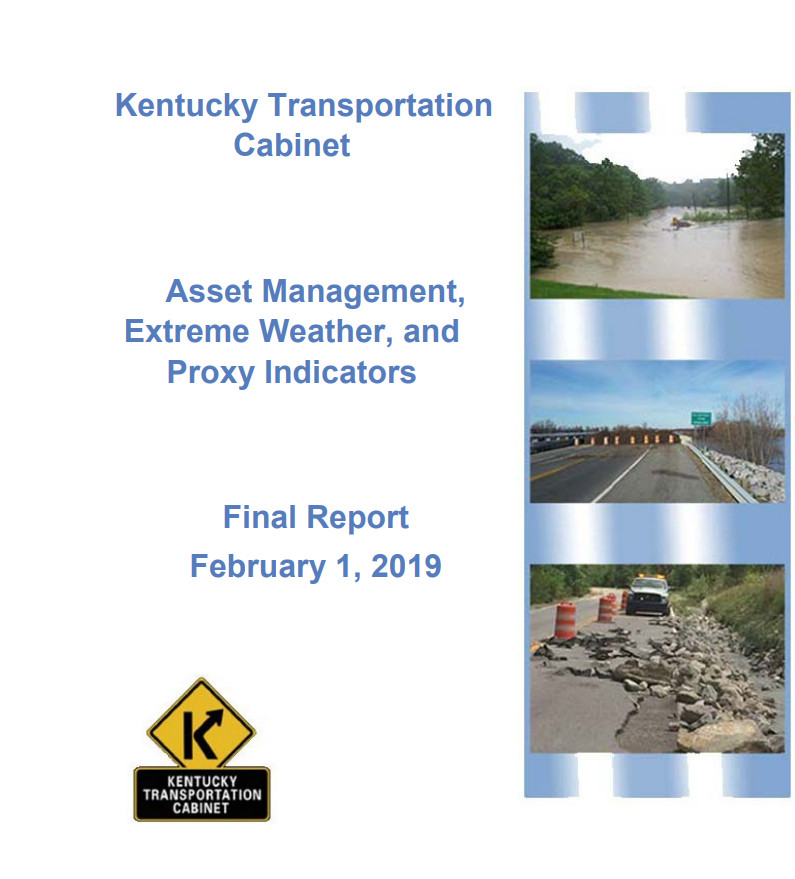 Kentucky Transportation
Cabinet
Asset Management,
Extreme Weather, and
Proxy Indicators
Final Report
February 1, 2019
KENTUCKY
TRANSPORTATION
CABINET